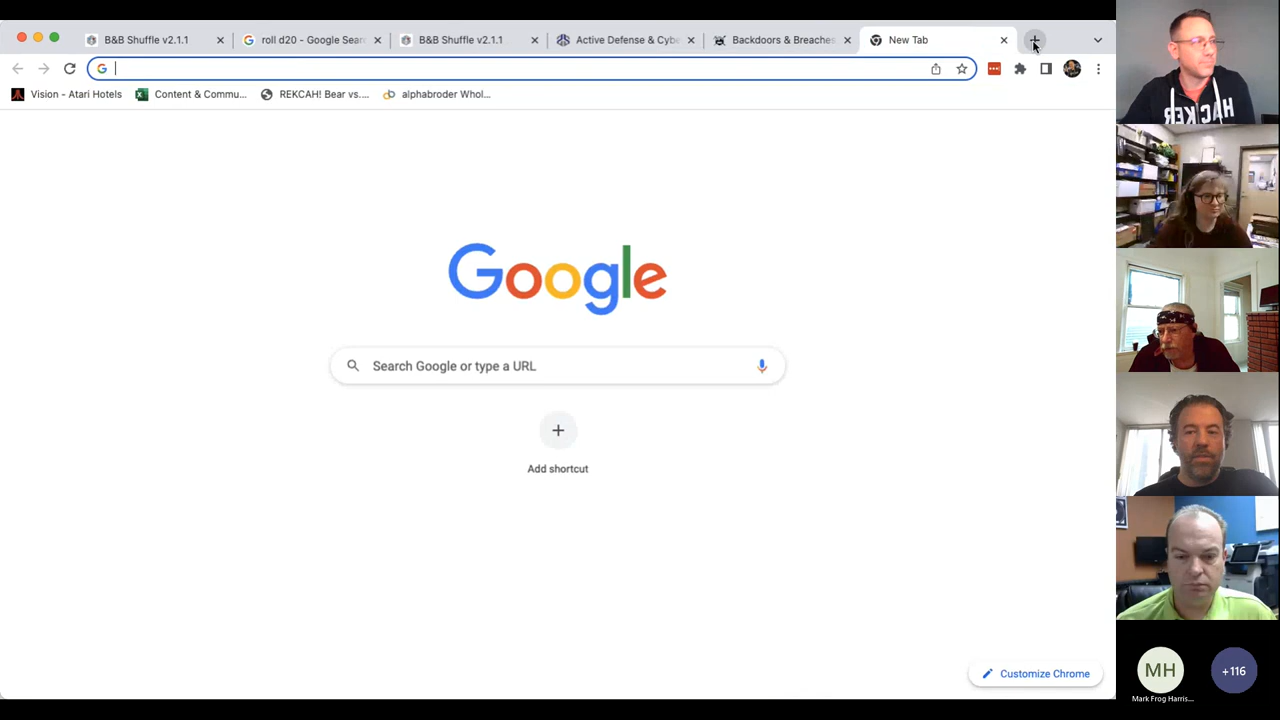 B&B Shuffle v2.1.1
roll d20 - Google Sear
B&B Shuffle v2.1.1
Active Defense & Cybe
Backdoors & Breaches
New Tab
Vision - Atari Hotels
Content & Commu...
REKCAH! Bear vs....
alphabroder Whol...
Google
Search Google or type a URL
Add shortcut
Customize Chrome
HACKER
MH
+116
Mark Frog Harris...